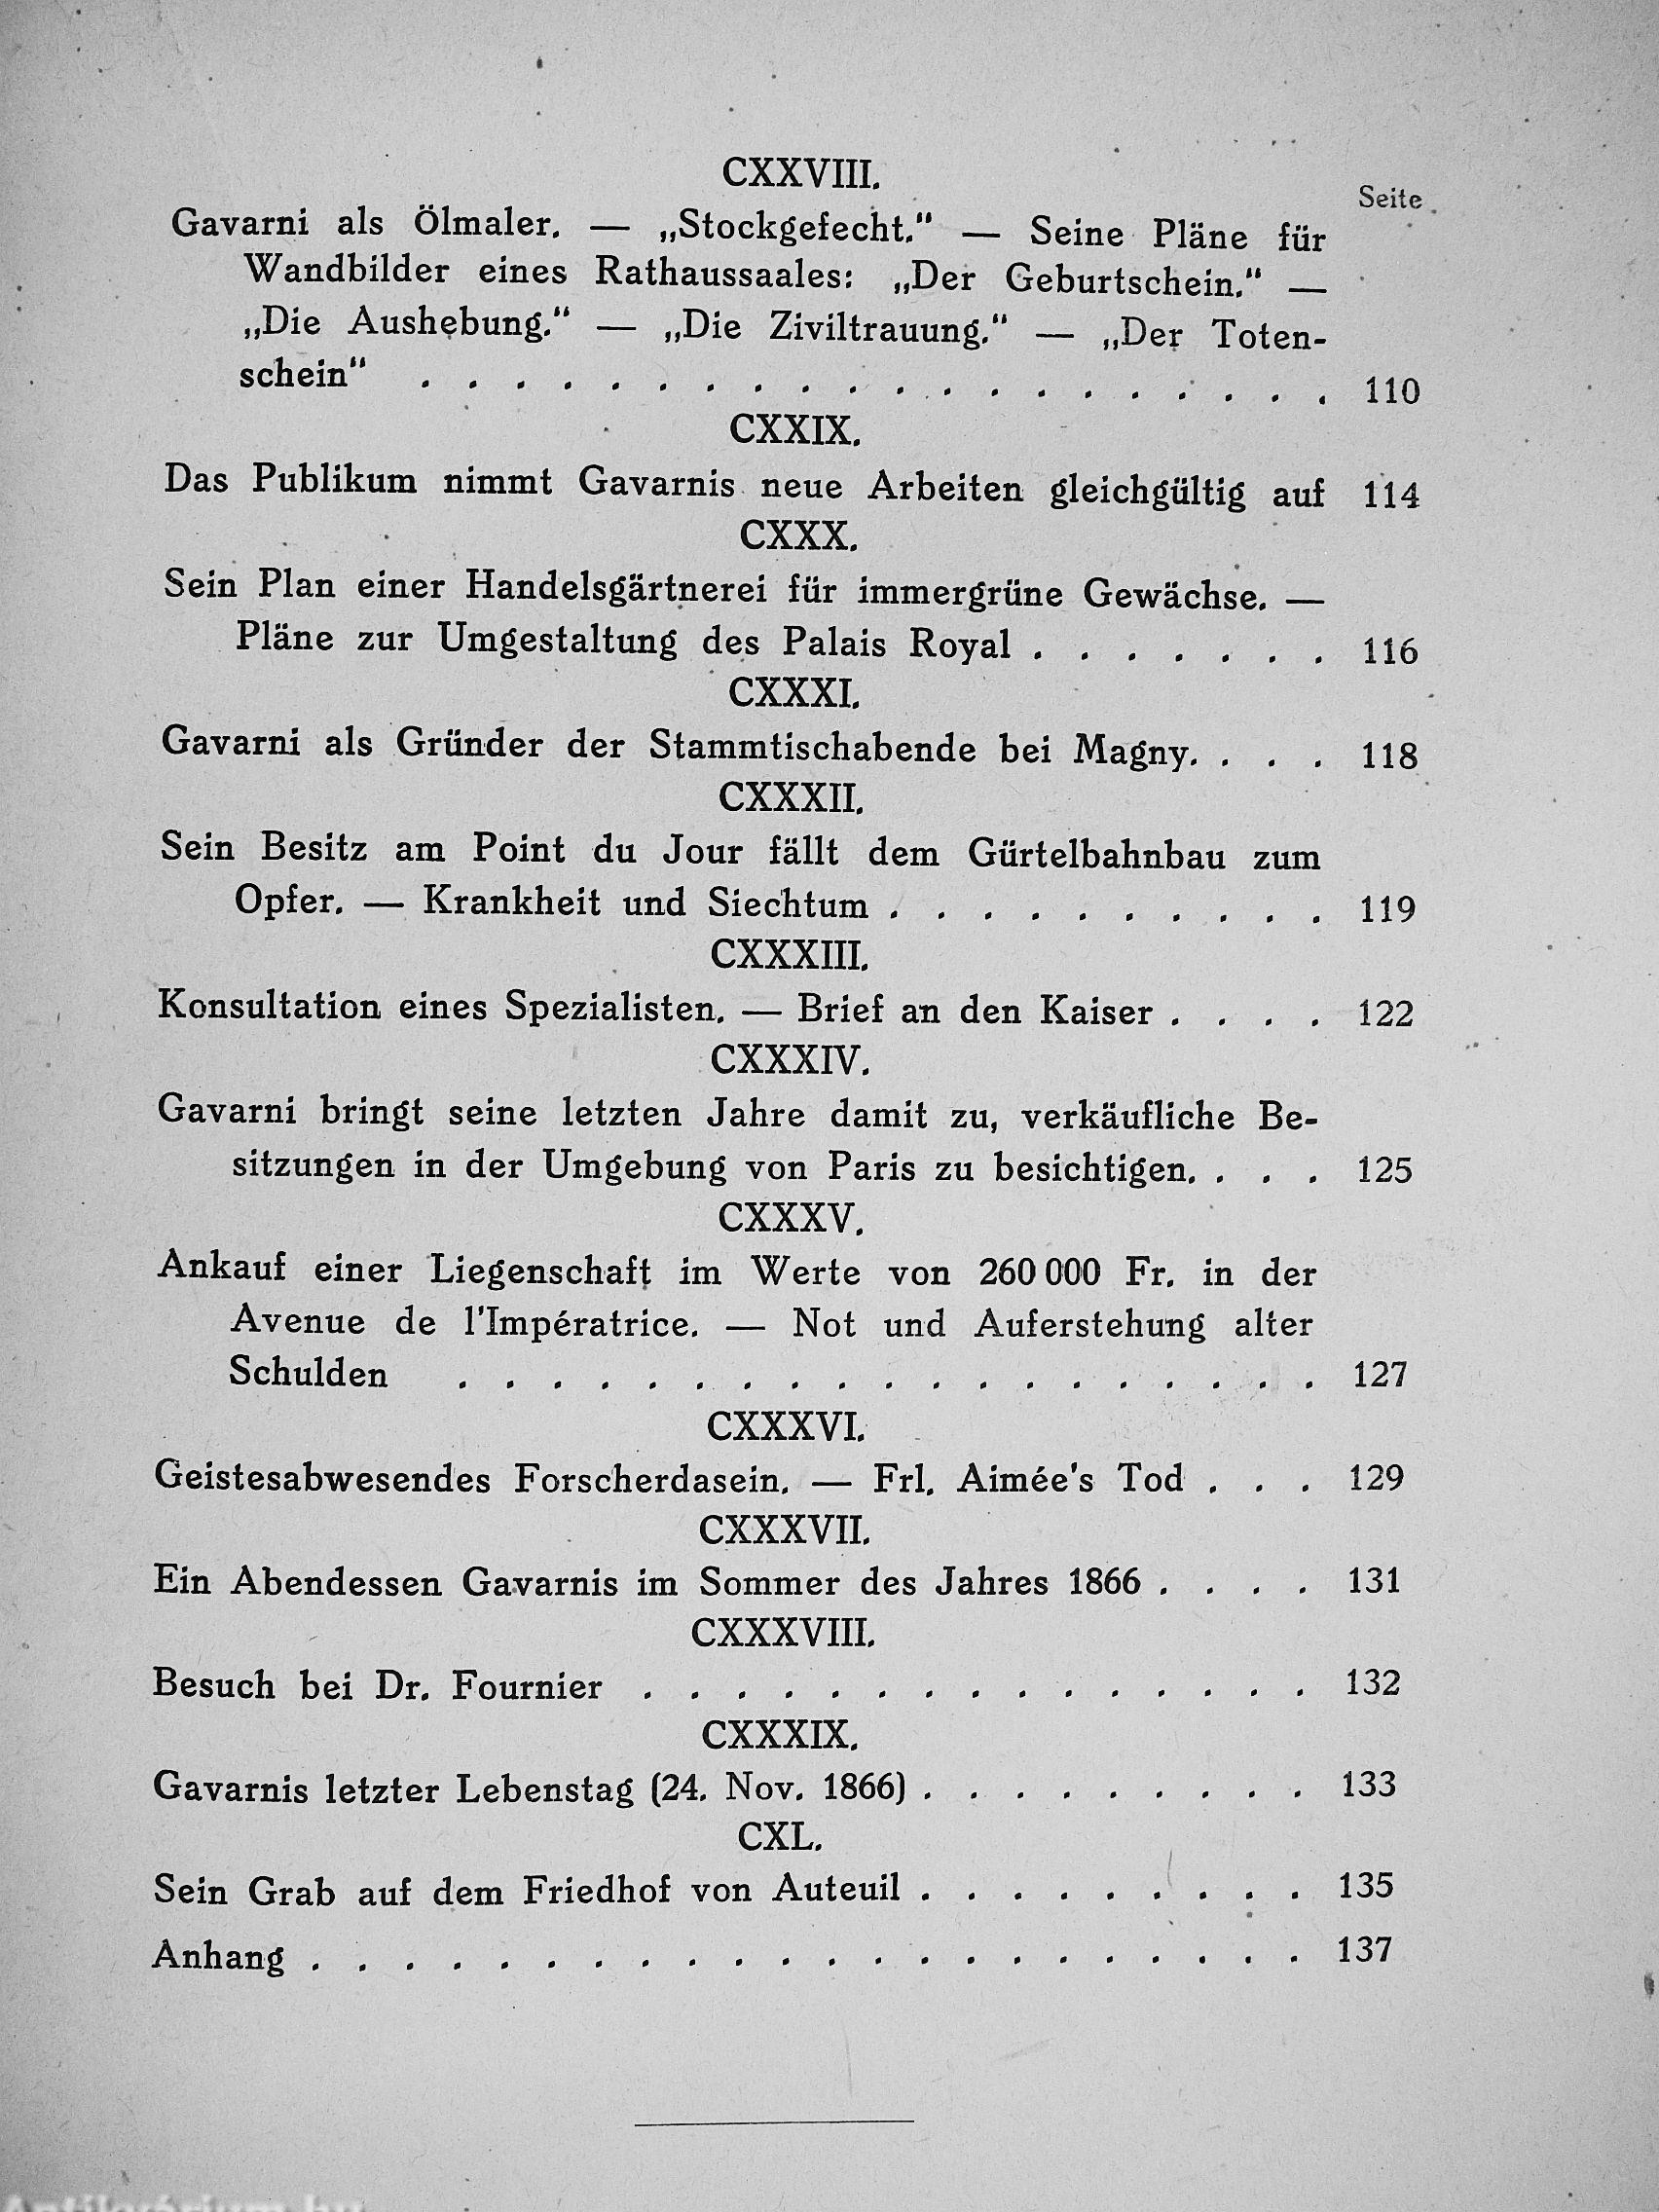 CXXVIII.
Seite
Gavarni als Ölmaler. — „Stockgefecht.“ — Seine Pläne für
Wandbilder eines Rathaussaales: „Der Geburtschein.“ —
„Die Aushebung.“ — „Die Ziviltrauung.“ — „Der Toten-
schein“ . . . . . . . . . . . . . . . . . . . . 110
CXXIX.
Das Publikum nimmt Gavarnis neue Arbeiten gleichgültig auf 114
CXXX.
Sein Plan einer Handelsgärtnerei für immergrüne Gewächse. —
Pläne zur Umgestaltung des Palais Royal . . . . . . . 116
CXXXI.
Gavarni als Gründer der Stammtischabende bei Magny. . . . 118
CXXXII.
Sein Besitz am Point du Jour fällt dem Gürtelbahnbau zum
Opfer. — Krankheit und Siechtum . . . . . . . . . . 119
CXXXIII.
Konsultation eines Spezialisten. — Brief an den Kaiser . . . . 122
CXXXIV.
Gavarni bringt seine letzten Jahre damit zu, verkäufliche Be-
sitzungen in der Umgebung von Paris zu besichtigen. . . . 125
CXXXV.
Ankauf einer Liegenschaft im Werte von 260 000 Fr. in der
Avenue de l'Impératrice. — Not und Auferstehung alter
Schulden . . . . . . . . . . . . . . . . . . . 127
CXXXVI.
Geistesabwesendes Forscherdasein. — Frl. Aimée's Tod . . . 129
CXXXVII.
Ein Abendessen Gavarnis im Sommer des Jahres 1866 . . . . 131
CXXXVIII.
Besuch bei Dr. Fournier . . . . . . . . . . . . . . . 132
CXXXIX.
Gavarnis letzter Lebenstag (24. Nov. 1866) . . . . . . . . . 133
CXL.
Sein Grab auf dem Friedhof von Auteuil . . . . . . . . . 135
Anhang . . . . . . . . . . . . . . . . . . . . . . 137